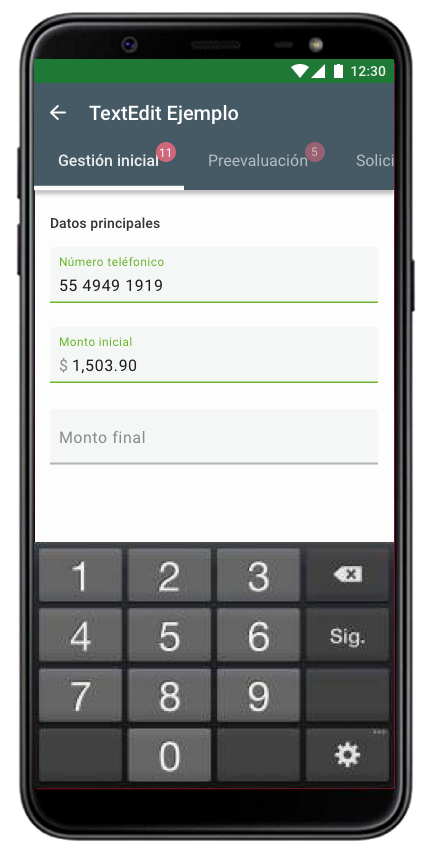 12:30
TextEdit Ejemplo
Gestión inicial 11 Preevaluación 5 Solici
Datos principales
Número teléfonico
55 4949 1919
Monto inicial
$ 1,503.90
Monto final
1 2 3
4 5 6 Sig.
7 8 9
0